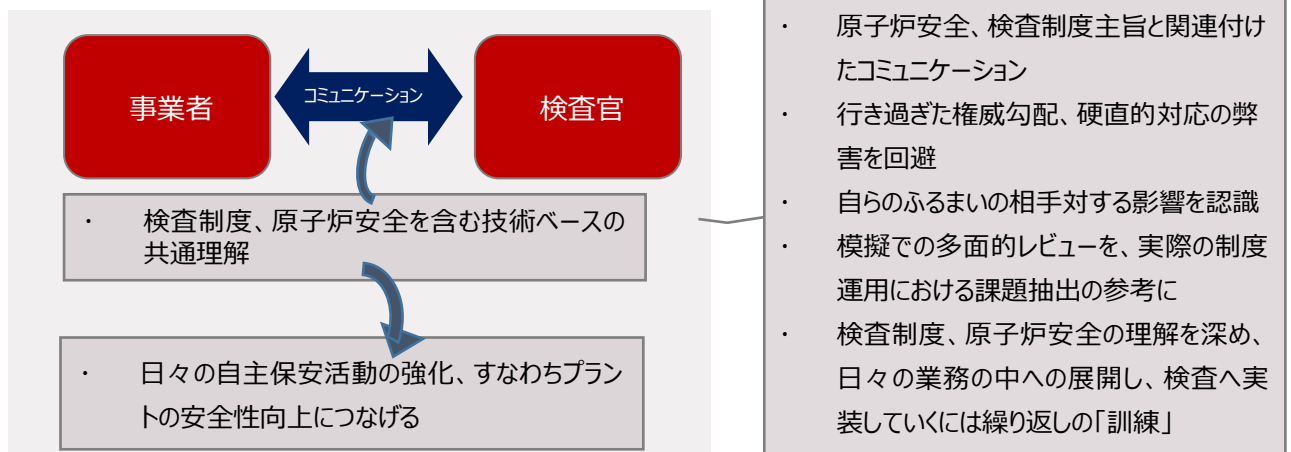 事業者
コミュニケーション
検査官
・ 検査制度、原子炉安全を含む技術ベースの
共通理解
・ 日々の自主保安活動の強化、すなわちプラン
トの安全性向上につなげる
・ 原子炉安全、検査制度主旨と関連付け
たコミュニケーション
・ 行き過ぎた権威勾配、硬直的対応の弊
害を回避
・ 自らのふるまいの相手対する影響を認識
・ 模擬での多面的レビューを、実際の制度
運用における課題抽出の参考に
・ 検査制度、原子炉安全の理解を深め、
日々の業務の中への展開し、検査へ実
装していくには繰り返しの「訓練」